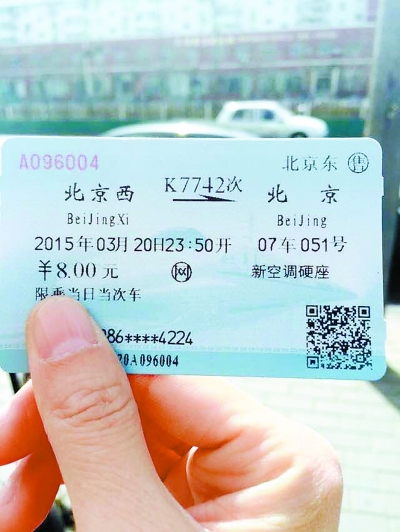 A096004 北京东 售
北京西 K7742次 北京
BeiJingXi BeiJing
2015年03月20日23:50开 07车051号
￥8.00元 网 新空调硬座
限乘当日当次车
086****4224
70A096004